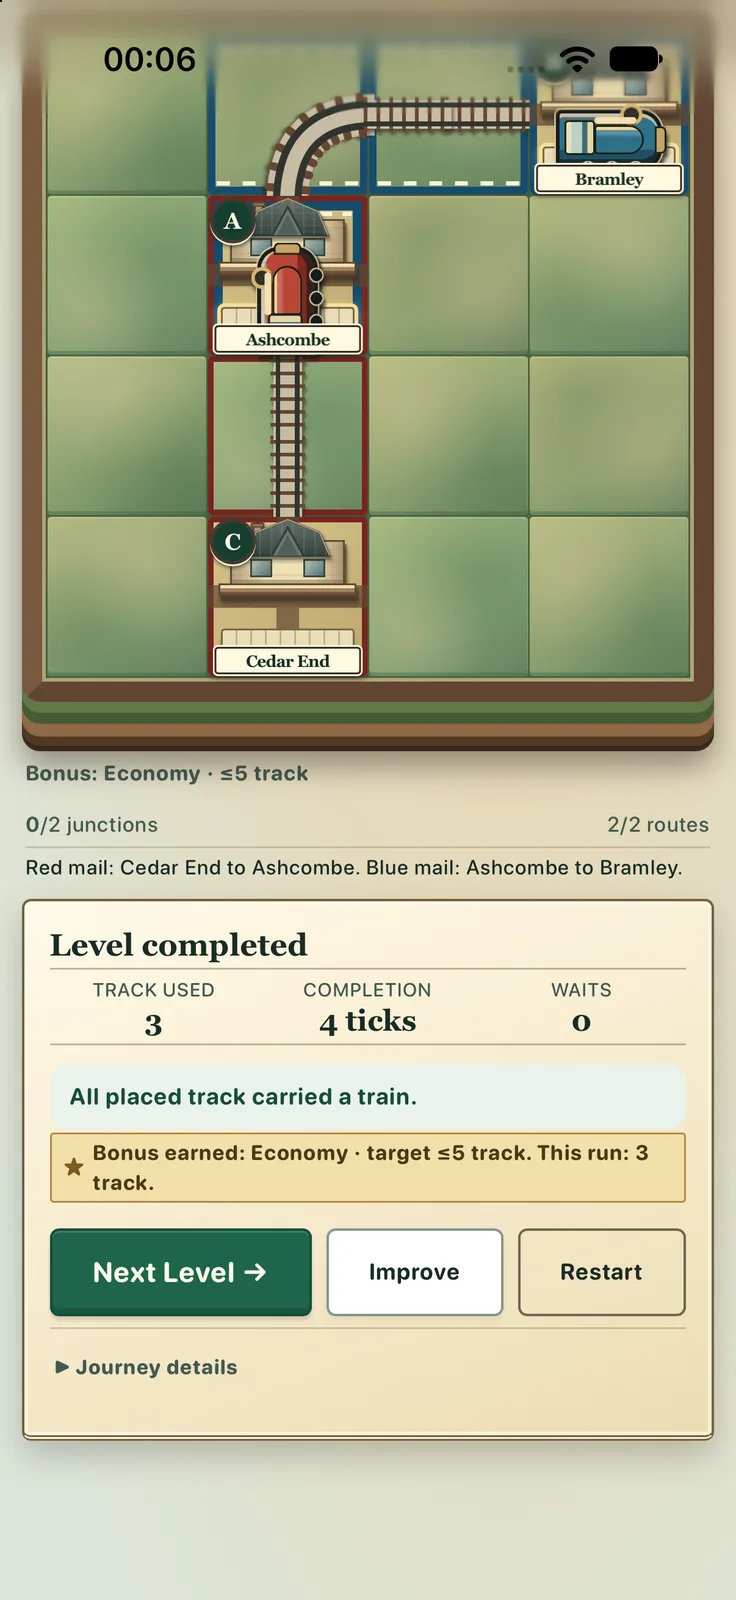 00:06
Bramley
A
Ashcombe
C
Cedar End
Bonus: Economy · ≤5 track
0/2 junctions
2/2 routes
Red mail: Cedar End to Ashcombe. Blue mail: Ashcombe to Bramley.
Level completed
TRACK USED
COMPLETION
WAITS
3
4 ticks
0
All placed track carried a train.
★ Bonus earned: Economy · target ≤5 track. This run: 3
track.
Next Level →
Improve
Restart
▶ Journey details